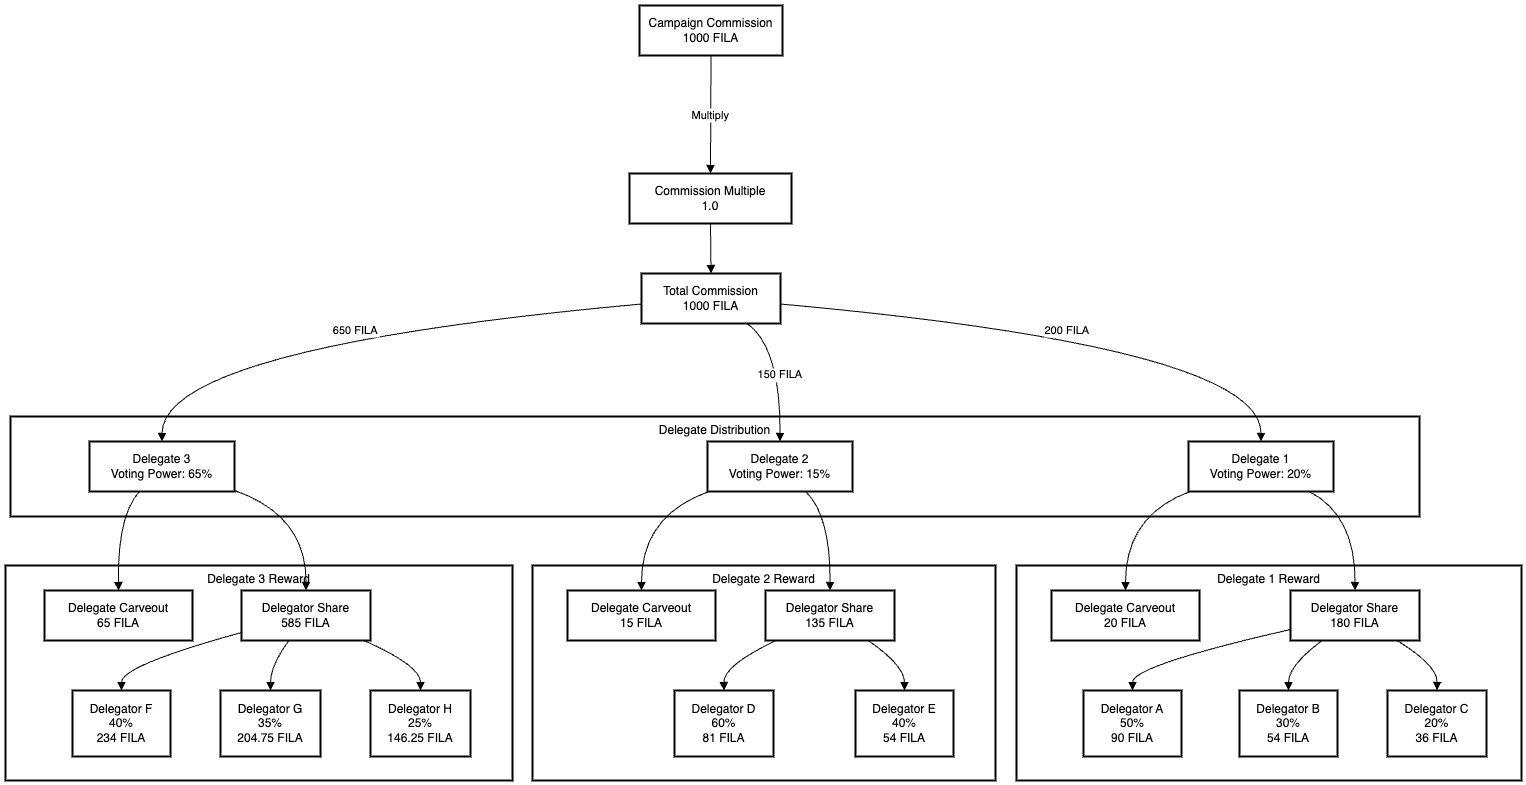 Campaign Commission
1000 FILA
Multiply
Commission Multiple
1.0
Total Commission
1000 FILA
650 FILA
150 FILA
200 FILA
Delegate Distribution
Delegate 3
Voting Power: 65%
Delegate 2
Voting Power: 15%
Delegate 1
Voting Power: 20%
Delegate 3 Reward
Delegate Carveout
65 FILA
Delegator Share
585 FILA
Delegator F
40%
234 FILA
Delegator G
35%
204.75 FILA
Delegator H
25%
146.25 FILA
Delegate 2 Reward
Delegate Carveout
15 FILA
Delegator Share
135 FILA
Delegator D
60%
81 FILA
Delegator E
40%
54 FILA
Delegate 1 Reward
Delegate Carveout
20 FILA
Delegator Share
180 FILA
Delegator A
50%
90 FILA
Delegator B
30%
54 FILA
Delegator C
20%
36 FILA